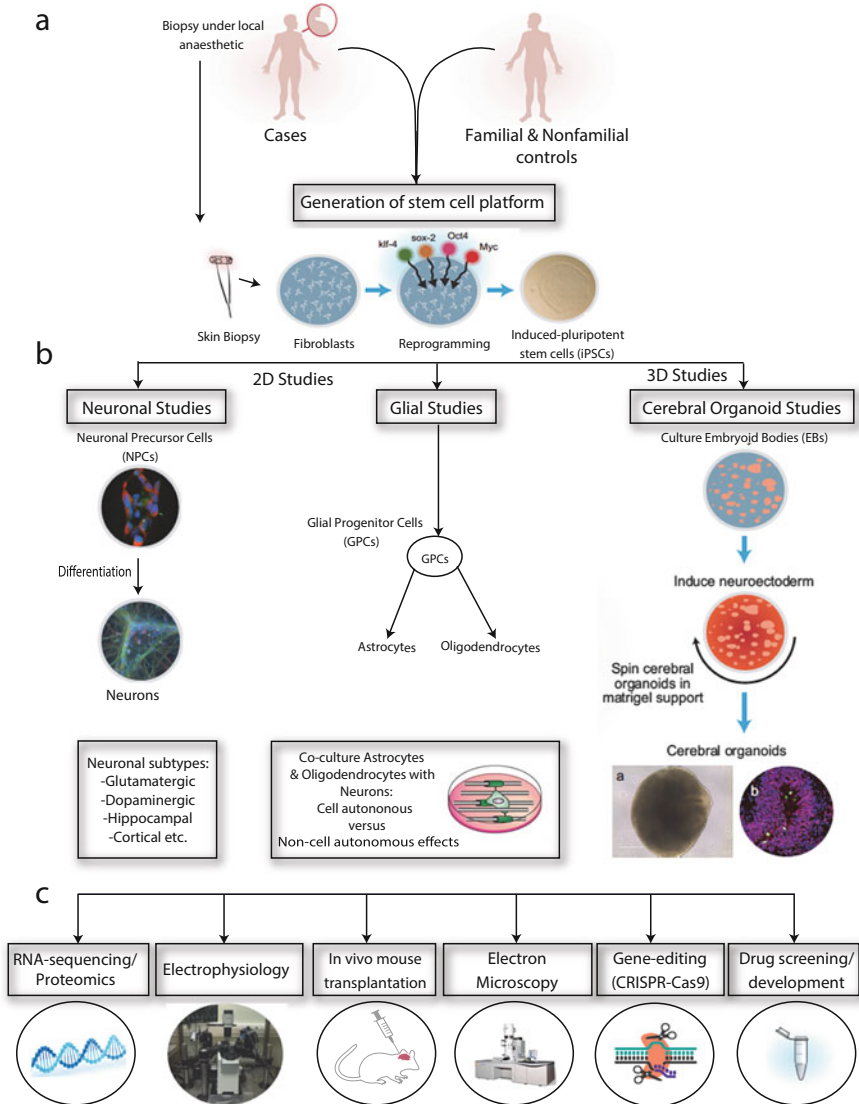 a
Biopsy under local
anaesthetic
Cases
Familial & Nonfamilial
controls
Generation of stem cell platform
klf-4
sox-2
Oct4
Myc
Skin Biopsy
Fibroblasts
Reprogramming
Induced-pluripotent
stem cells (iPSCs)
b
2D Studies
3D Studies
Neuronal Studies
Glial Studies
Cerebral Organoid Studies
Neuronal Precursor Cells
(NPCs)
Differentiation
Neurons
Neuronal subtypes:
-Glutamatergic
-Dopaminergic
-Hippocampal
-Cortical etc.
Glial Progenitor Cells
(GPCs)
GPCs
Astrocytes
Oligodendrocytes
Co-culture Astrocytes
& Oligodendrocytes with
Neurons:
Cell autononous
versus
Non-cell autonomous effects
Culture Embryojd Bodies (EBs)
Induce neuroectoderm
Spin cerebral
organoids in
matrigel support
Cerebral organoids
a
b
c
RNA-sequencing/
Proteomics
Electrophysiology
In vivo mouse
transplantation
Electron
Microscopy
Gene-editing
(CRISPR-Cas9)
Drug screening/
development